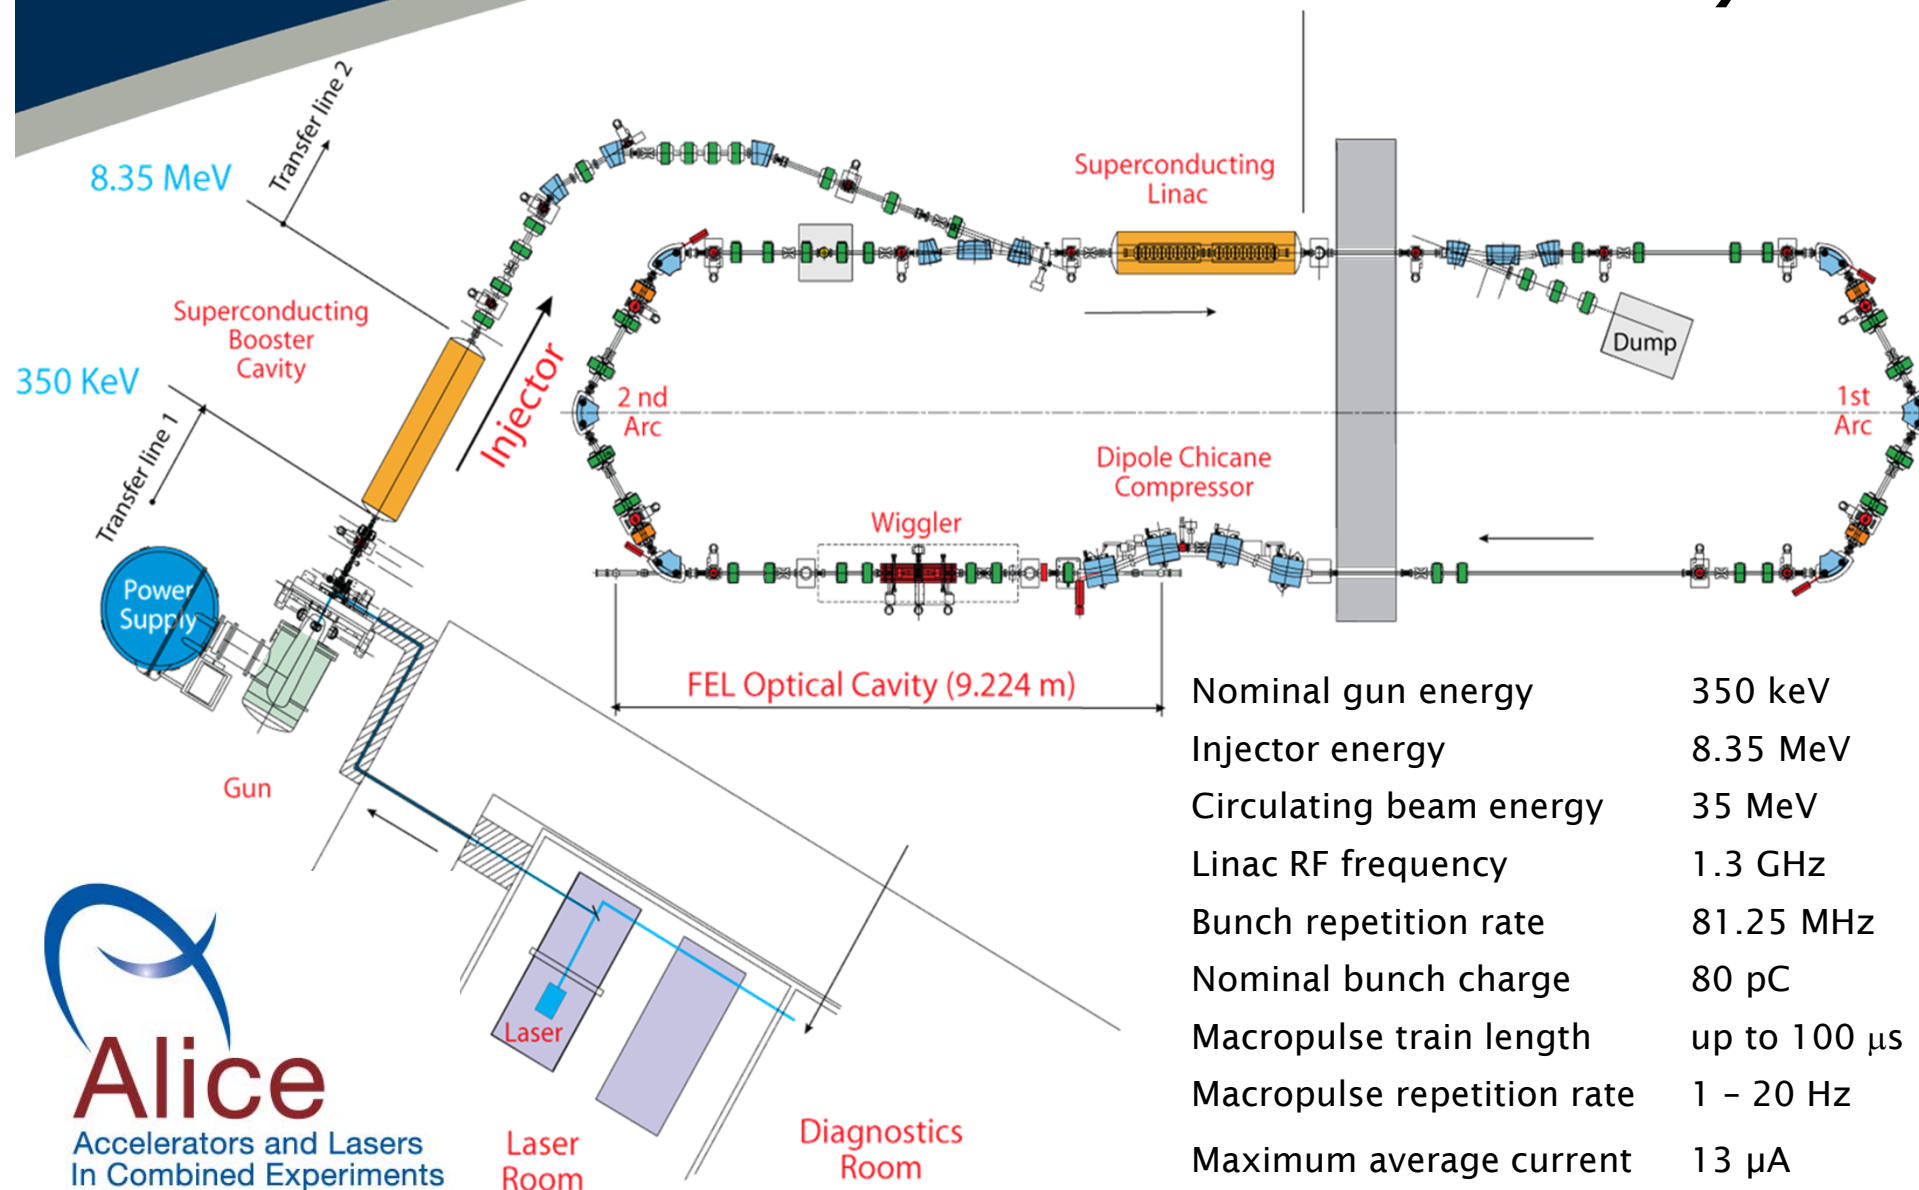 Transfer line 2
8.35 MeV
Superconducting
Linac
Superconducting
Booster
Cavity
350 KeV
Transfer line 1
Injector
2 nd
Arc
1st
Arc
Dump
Dipole Chicane
Compressor
Wiggler
Power
Supply
FEL Optical Cavity (9.224 m)
Gun
Laser
Laser
Room
Diagnostics
Room
Alice
Accelerators and Lasers
In Combined Experiments
Nominal gun energy 350 keV
Injector energy 8.35 MeV
Circulating beam energy 35 MeV
Linac RF frequency 1.3 GHz
Bunch repetition rate 81.25 MHz
Nominal bunch charge 80 pC
Macropulse train length up to 100 μs
Macropulse repetition rate 1 – 20 Hz
Maximum average current 13 μA